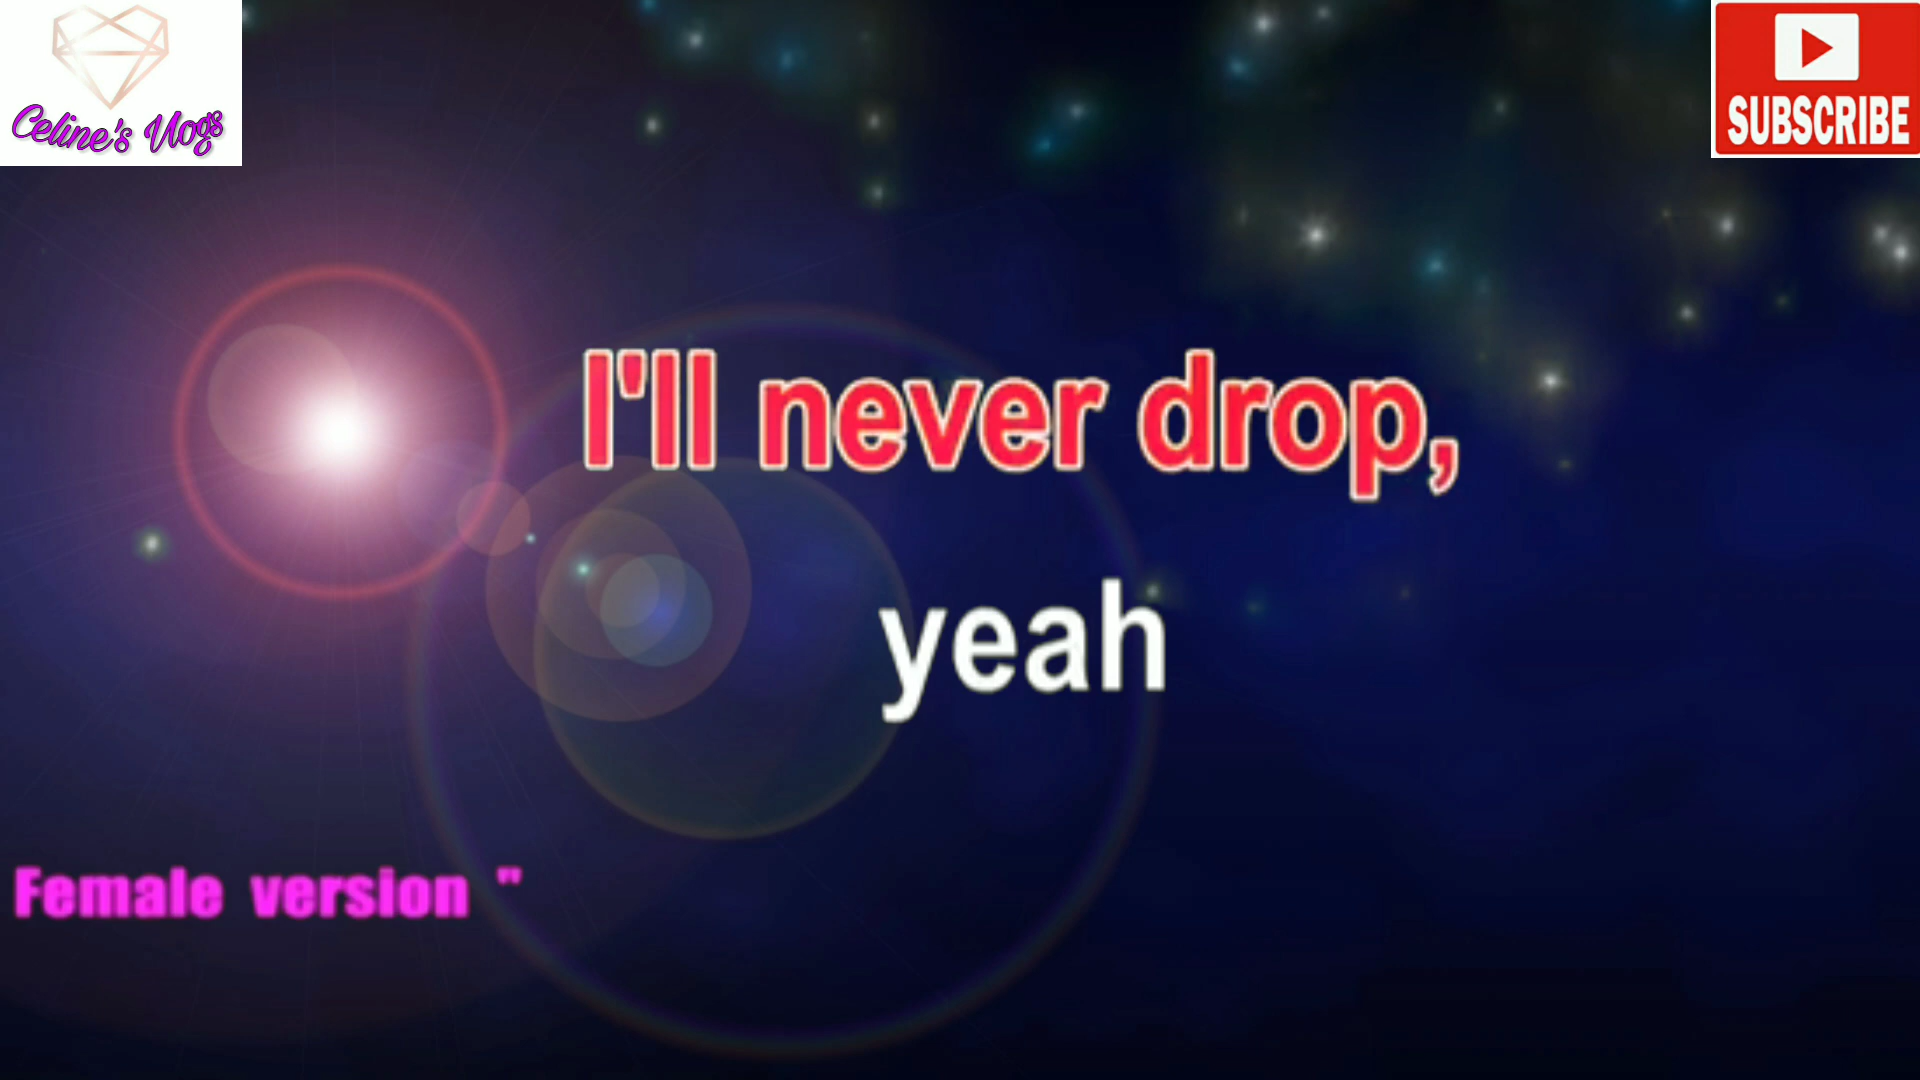 Celine's Vlogs
SUBSCRIBE
I'll never drop,
yeah
Female version "